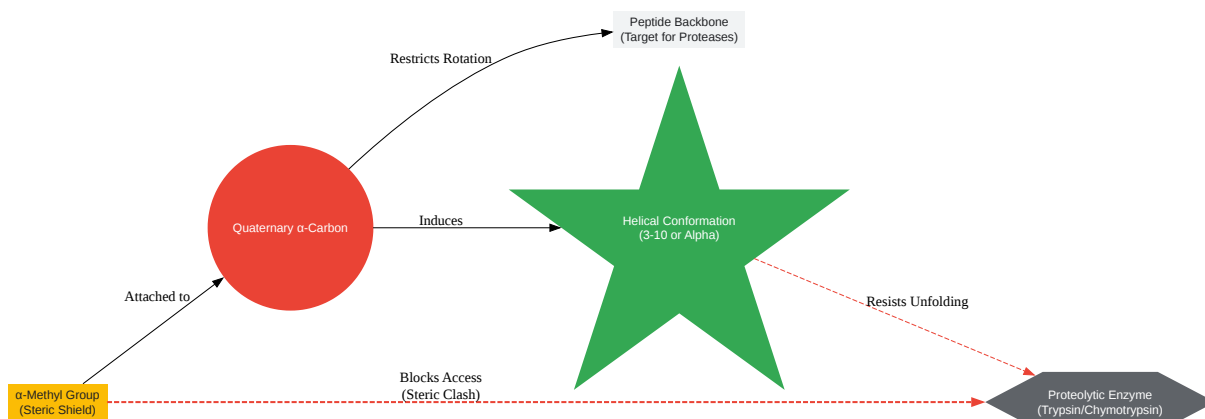 Peptide Backbone
(Target for Proteases)
Restricts Rotation
Quaternary α-Carbon
Induces
Helical Conformation
(3-10 or Alpha)
Attached to
Resists Unfolding
Blocks Access
(Steric Clash)
α-Methyl Group
(Steric Shield)
Proteolytic Enzyme
(Trypsin/Chymotrypsin)